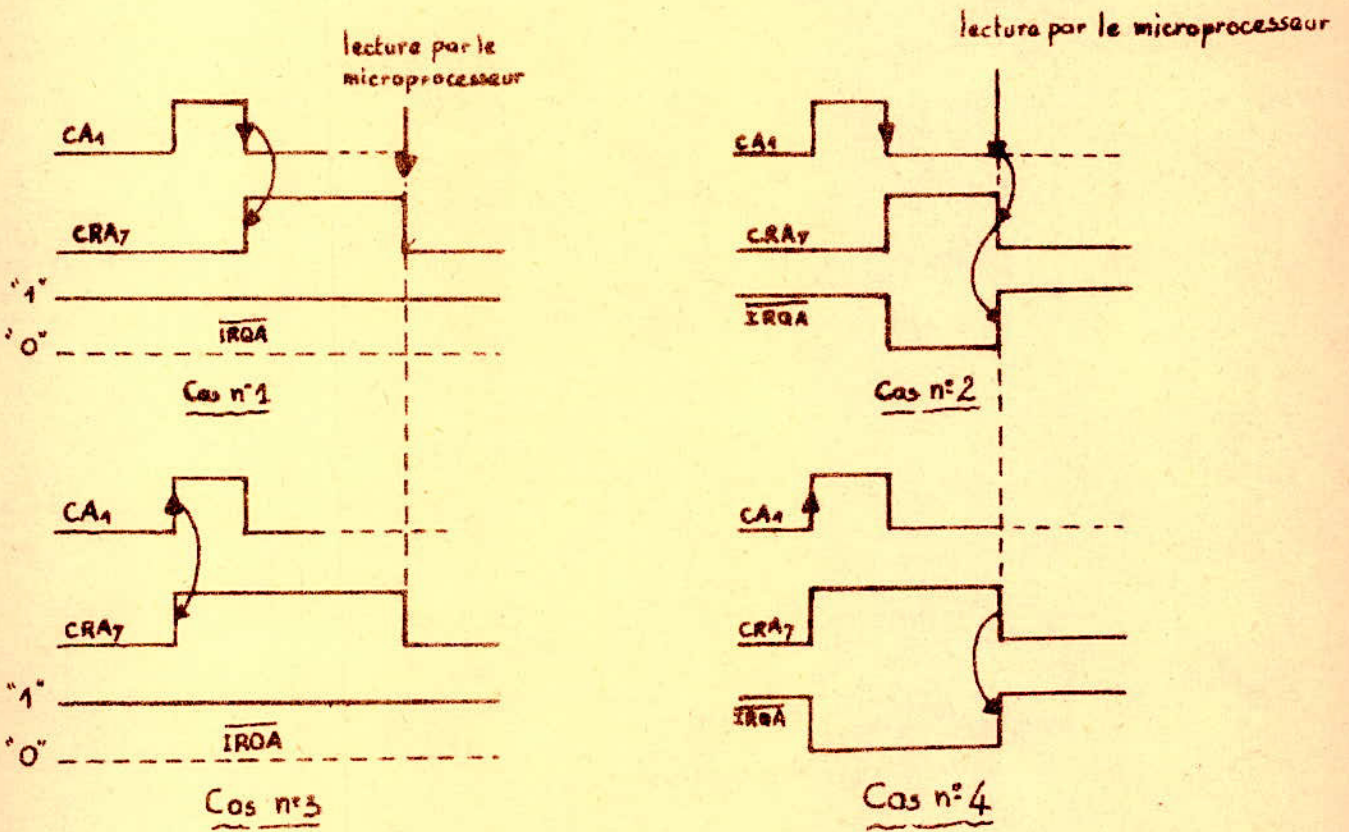 lecture par le
microprocesseur
CA1
CRA7
"1"
IRQA
"0"
Cas n°1
lecture par le microprocesseur
CA1
CRA7
IRQA
Cas n°2
CA1
CRA7
"1"
IRQA
"0"
Cas n°3
CA1
CRA7
IRQA
Cas n°4